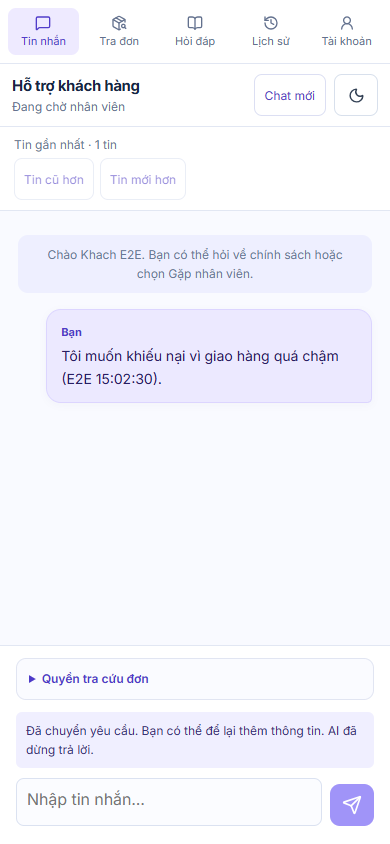 Tin nhắn
Tra đơn
Hỏi đáp
Lịch sử
Tài khoản
Hỗ trợ khách hàng
Đang chờ nhân viên
Chat mới
Tin gần nhất · 1 tin
Tin cũ hơn
Tin mới hơn
Chào Khach E2E. Bạn có thể hỏi về chính sách hoặc
chọn Gặp nhân viên.
Bạn
Tôi muốn khiếu nại vì giao hàng quá chậm
(E2E 15:02:30).
Quyền tra cứu đơn
Đã chuyển yêu cầu. Bạn có thể để lại thêm thông tin. AI đã
dừng trả lời.
Nhập tin nhắn...